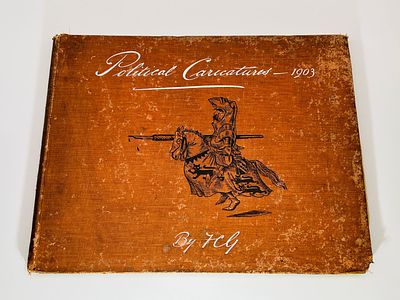 Political Caricatures — 1903
By FCG